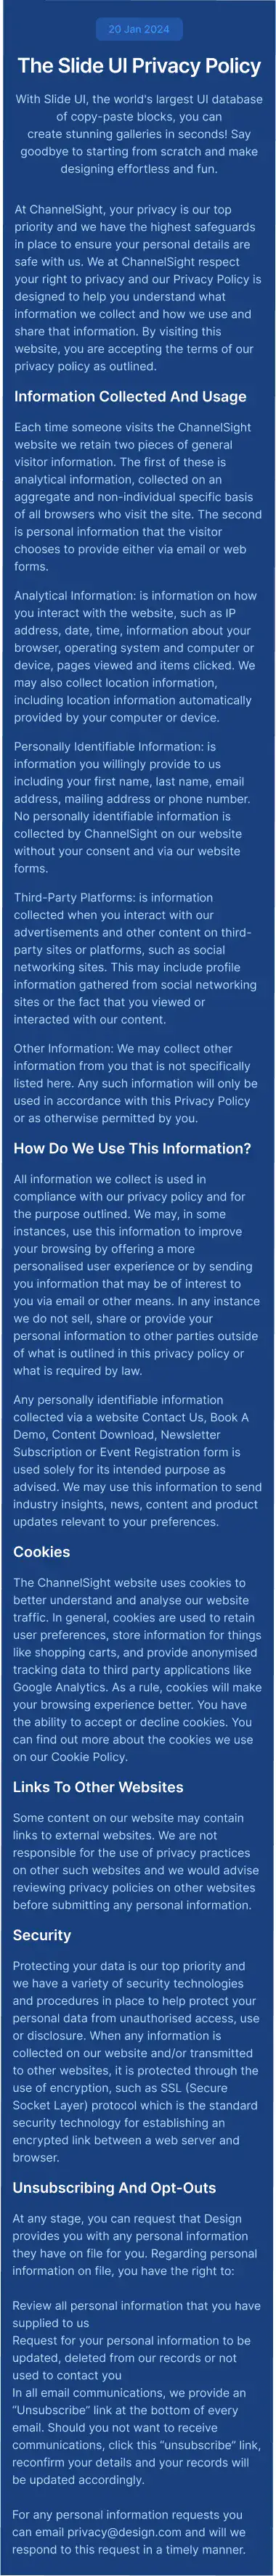 20 Jan 2024
The Slide UI Privacy Policy
With Slide UI, the world's largest UI database
of copy-paste blocks, you can
create stunning galleries in seconds! Say
goodbye to starting from scratch and make
designing effortless and fun.
At ChannelSight, your privacy is our top
priority and we have the highest safeguards
in place to ensure your personal details are
safe with us. We at ChannelSight respect
your right to privacy and our Privacy Policy is
designed to help you understand what
information we collect and how we use and
share that information. By visiting this
website, you are accepting the terms of our
privacy policy as outlined.
Information Collected And Usage
Each time someone visits the ChannelSight
website we retain two pieces of general
visitor information. The first of these is
analytical information, collected on an
aggregate and non-individual specific basis
of all browsers who visit the site. The second
is personal information that the visitor
chooses to provide either via email or web
forms.
Analytical Information: is information on how
you interact with the website, such as IP
address, date, time, information about your
browser, operating system and computer or
device, pages viewed and items clicked. We
may also collect location information,
including location information automatically
provided by your computer or device.
Personally Identifiable Information: is
information you willingly provide to us
including your first name, last name, email
address, mailing address or phone number.
No personally identifiable information is
collected by ChannelSight on our website
without your consent and via our website
forms.
Third-Party Platforms: is information
collected when you interact with our
advertisements and other content on third-
party sites or platforms, such as social
networking sites. This may include profile
information gathered from social networking
sites or the fact that you viewed or
interacted with our content.
Other Information: We may collect other
information from you that is not specifically
listed here. Any such information will only be
used in accordance with this Privacy Policy
or as otherwise permitted by you.
How Do We Use This Information?
All information we collect is used in
compliance with our privacy policy and for
the purpose outlined. We may, in some
instances, use this information to improve
your browsing by offering a more
personalised user experience or by sending
you information that may be of interest to
you via email or other means. In any instance
we do not sell, share or provide your
personal information to other parties outside
of what is outlined in this privacy policy or
what is required by law.
Any personally identifiable information
collected via a website Contact Us, Book A
Demo, Content Download, Newsletter
Subscription or Event Registration form is
used solely for its intended purpose as
advised. We may use this information to send
industry insights, news, content and product
updates relevant to your preferences.
Cookies
The ChannelSight website uses cookies to
better understand and analyse our website
traffic. In general, cookies are used to retain
user preferences, store information for things
like shopping carts, and provide anonymised
tracking data to third party applications like
Google Analytics. As a rule, cookies will make
your browsing experience better. You have
the ability to accept or decline cookies. You
can find out more about the cookies we use
on our Cookie Policy.
Links To Other Websites
Some content on our website may contain
links to external websites. We are not
responsible for the use of privacy practices
on other such websites and we would advise
reviewing privacy policies on other websites
before submitting any personal information.
Security
Protecting your data is our top priority and
we have a variety of security technologies
and procedures in place to help protect your
personal data from unauthorised access, use
or disclosure. When any information is
collected on our website and/or transmitted
to other websites, it is protected through the
use of encryption, such as SSL (Secure
Socket Layer) protocol which is the standard
security technology for establishing an
encrypted link between a web server and
browser.
Unsubscribing And Opt-Outs
At any stage, you can request that Design
provides you with any personal information
they have on file for you. Regarding personal
information on file, you have the right to:
Review all personal information that you have
supplied to us
Request for your personal information to be
updated, deleted from our records or not
used to contact you
In all email communications, we provide an
“Unsubscribe” link at the bottom of every
email. Should you not want to receive
communications, click this “unsubscribe” link,
reconfirm your details and your records will
be updated accordingly.
For any personal information requests you
can email privacy@design.com and will we
respond to this request in a timely manner.